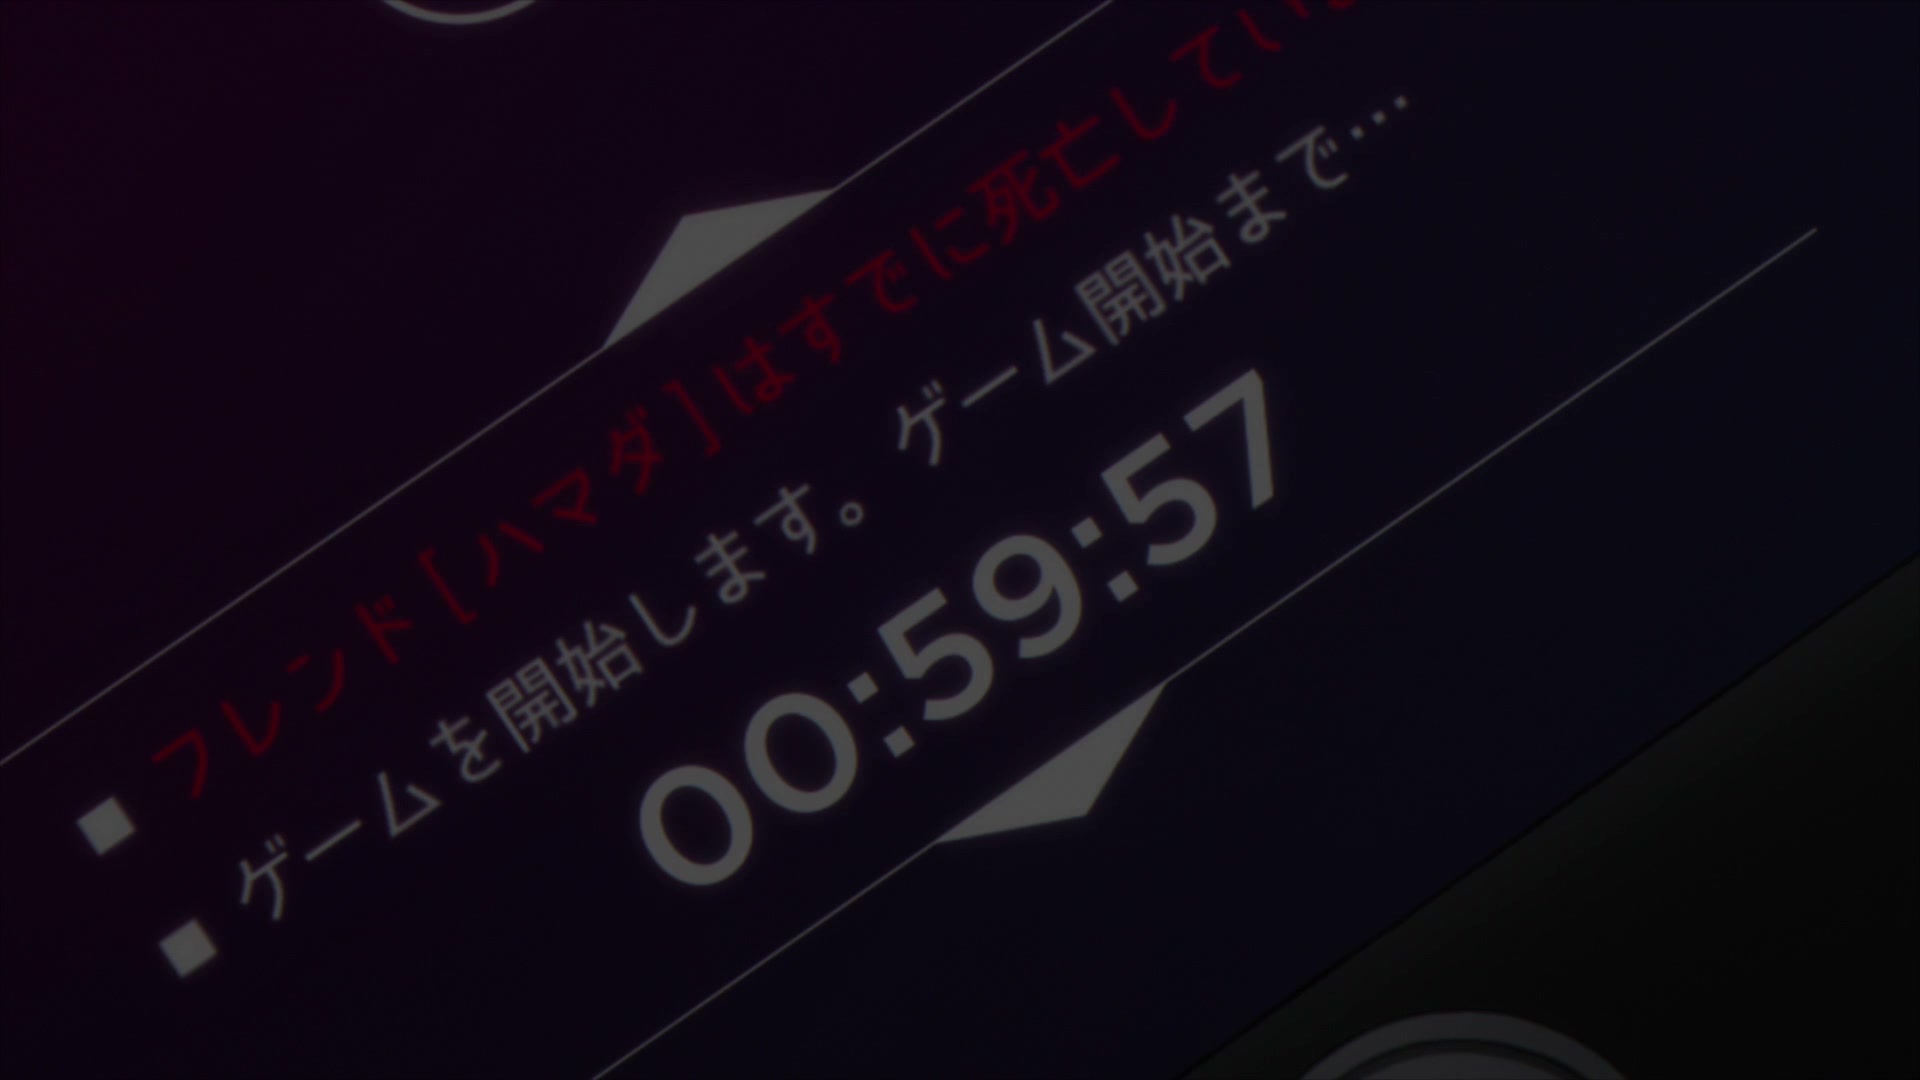 ■ フレンド [ハマダ] はすでに死亡してい
■ ゲームを開始します。 ゲーム開始まで…
00:59:57